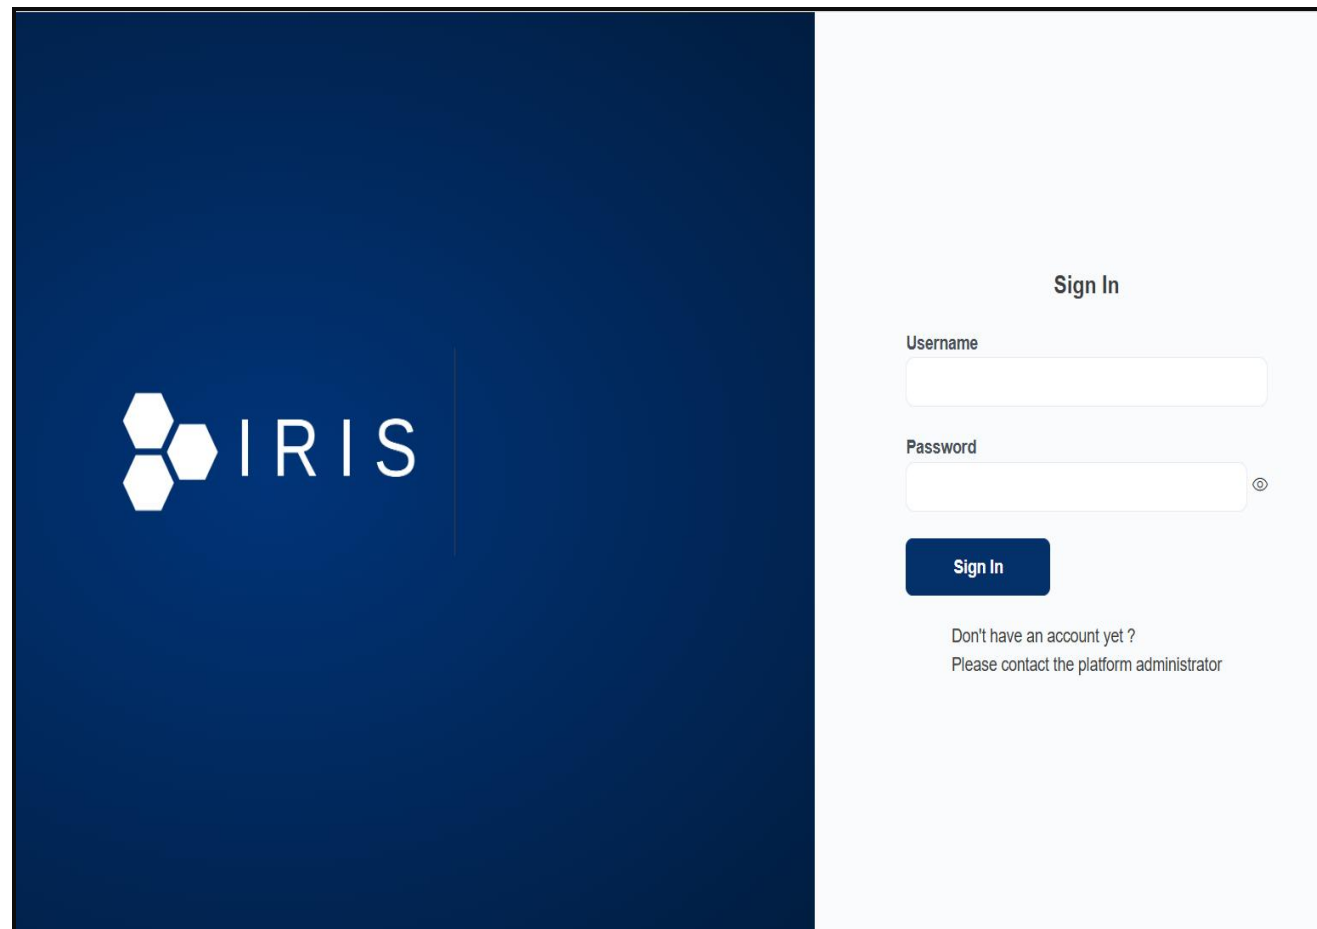 IRIS
Sign In
Username
Password
Sign In
Don't have an account yet ?
Please contact the platform administrator